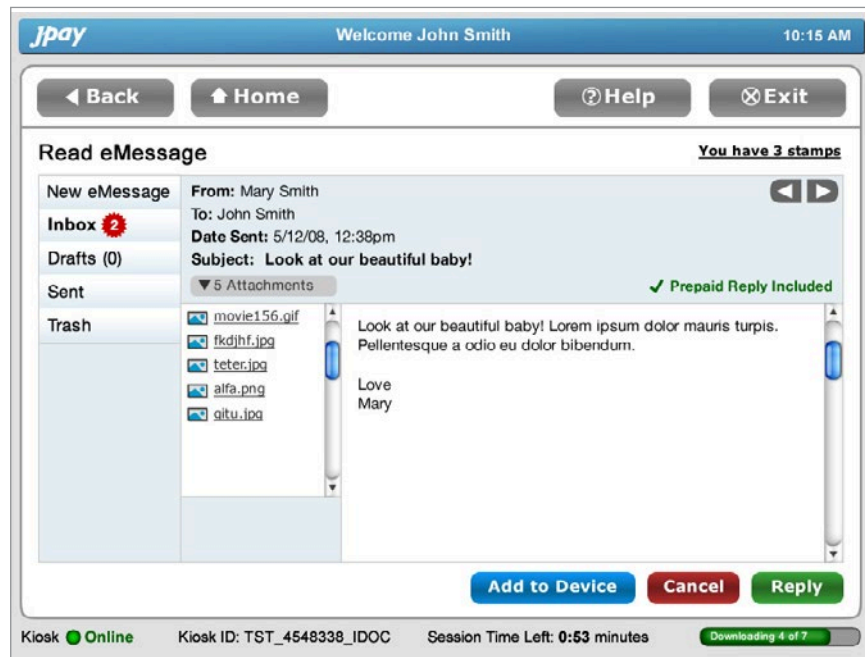 jpay Welcome John Smith 10:15 AM
Back Home Help Exit
Read eMessage You have 3 stamps
New eMessage
Inbox 2
Drafts (0)
Sent
Trash
From: Mary Smith
To: John Smith
Date Sent: 5/12/08, 12:38pm
Subject: Look at our beautiful baby!
5 Attachments Prepaid Reply Included
movie156.gif
fkdjhf.jpg
teter.jpg
alfa.png
qitu.jpg
Look at our beautiful baby! Lorem ipsum dolor mauris turpis.
Pellentesque a odio eu dolor bibendum.
Love
Mary
Add to Device Cancel Reply
Kiosk Online Kiosk ID: TST_4548338_IDOC Session Time Left: 0:53 minutes Downloading 4 of 7